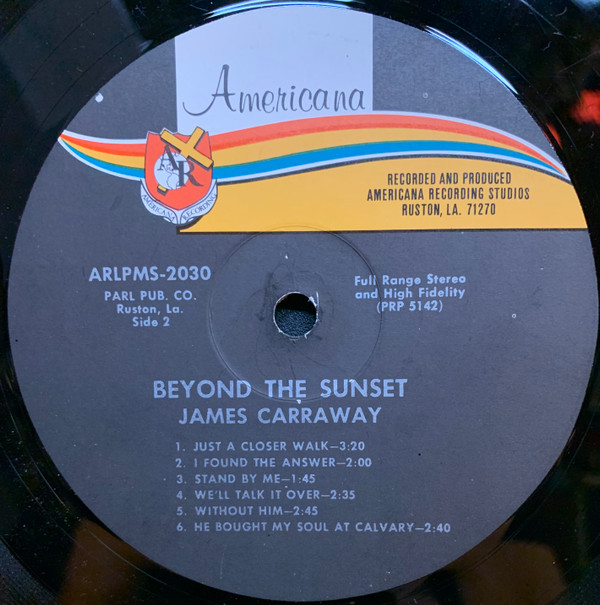 Americana
RECORDED AND PRODUCED
AMERICANA RECORDING STUDIOS
RUSTON, LA. 71270
AR
AMERICANA RECORDING
ARLPMS-2030
PARL PUB. CO.
Ruston, La.
Side 2
Full Range Stereo
and High Fidelity
(PRP 5142)
BEYOND THE SUNSET
JAMES CARRAWAY
1. JUST A CLOSER WALK—3:20
2. I FOUND THE ANSWER—2:00
3. STAND BY ME—1:45
4. WE'LL TALK IT OVER—2:35
5. WITHOUT HIM—2:45
6. HE BOUGHT MY SOUL AT CALVARY—2:40